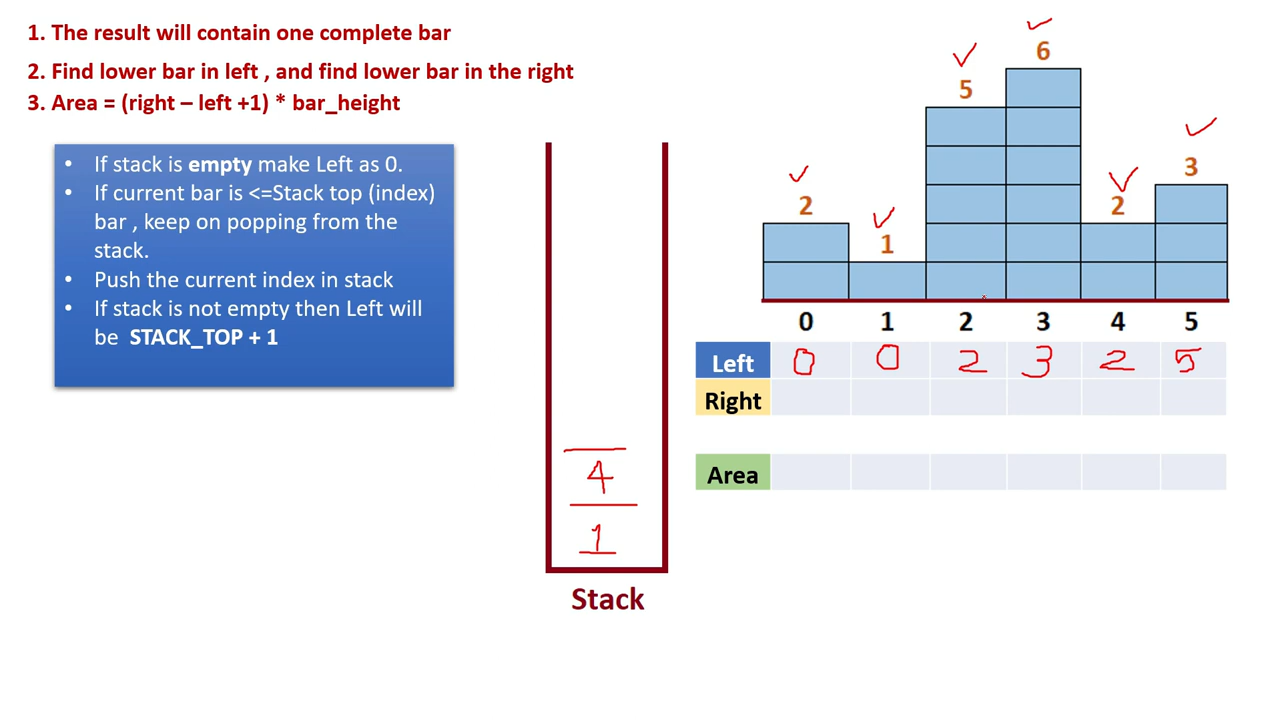 1. The result will contain one complete bar
2. Find lower bar in left , and find lower bar in the right
3. Area = (right – left +1) * bar_height
• If stack is empty make Left as 0.
• If current bar is <=Stack top (index)
bar , keep on popping from the
stack.
• Push the current index in stack
• If stack is not empty then Left will
be STACK_TOP + 1
4
1
Stack
6
5
3
2
2
1
0 1 2 3 4 5
Left 0 0 2 3 2 5
Right
Area